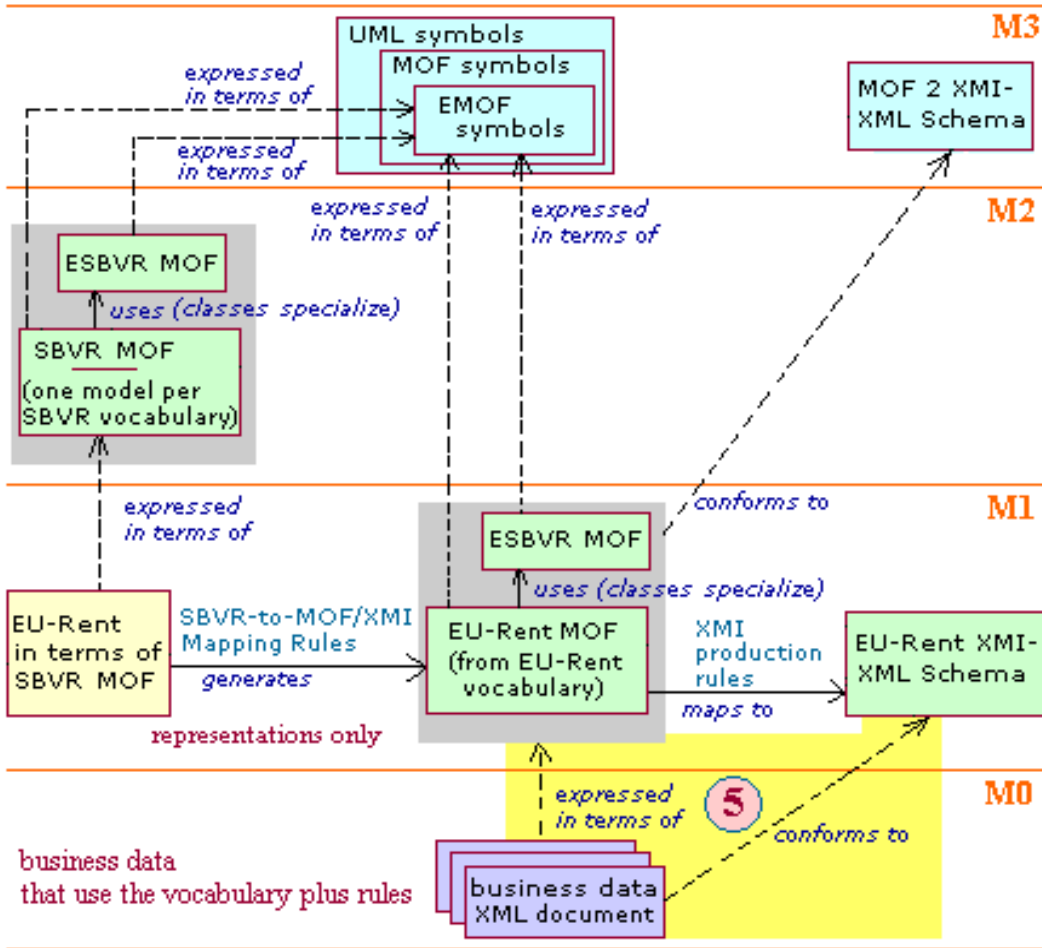 M3
UML symbols
MOF symbols
EMOF
symbols
expressed
in terms of
MOF 2 XMI-
XML Schema
expressed
in terms of
M2
expressed
in terms of
expressed
in terms of
ESBVR MOF
uses (classes specialize)
SBVR MOF
(one model per
SBVR vocabulary)
M1
expressed
in terms of
conforms to
ESBVR MOF
uses (classes specialize)
EU-Rent
in terms of
SBVR MOF
SBVR-to-MOF/XMI
Mapping Rules
generates
EU-Rent MOF
(from EU-Rent
vocabulary)
XMI
production
rules
maps to
EU-Rent XMI-
XML Schema
representations only
M0
expressed
in terms of
5
conforms to
business data
that use the vocabulary plus rules
business data
XML document